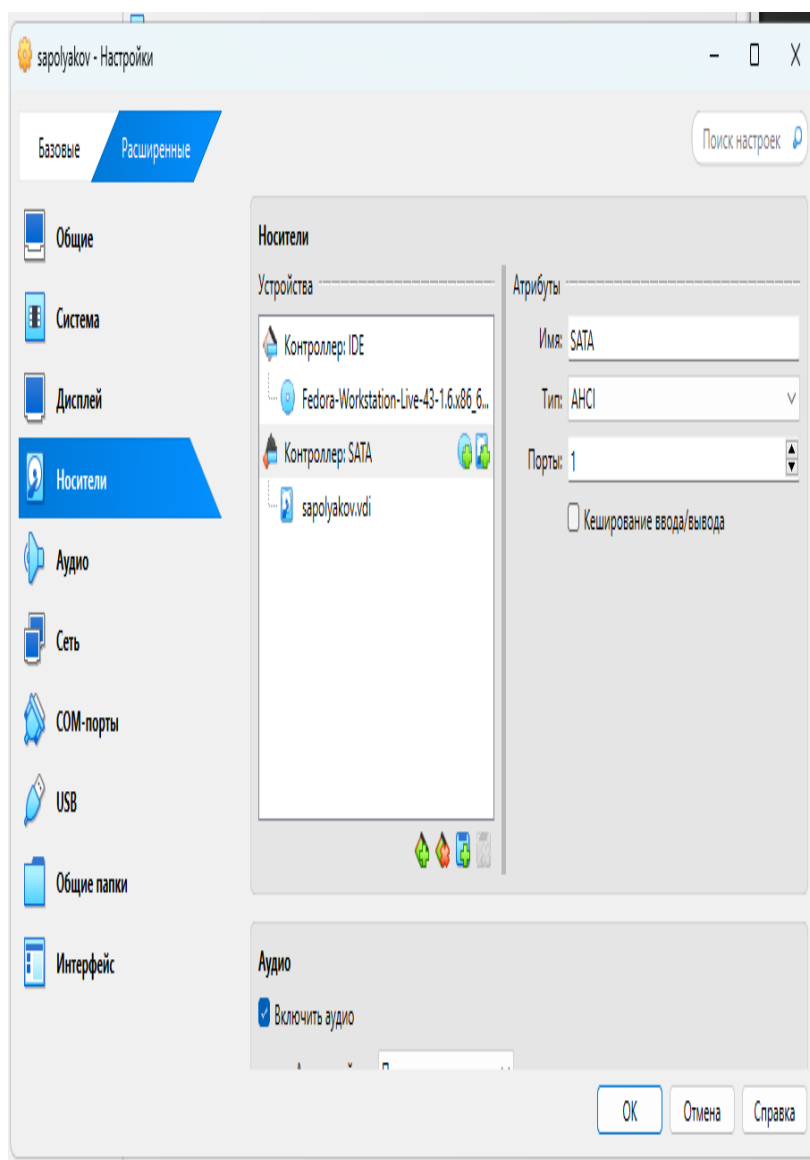 sapolyakov - Настройки
Базовые
Расширенные
Поиск настроек
Общие
Система
Дисплей
Носители
Аудио
Сеть
COM-порты
USB
Общие папки
Интерфейс
Носители
Устройства
Контроллер: IDE
Fedora-Workstation-Live-43-1.6.x86_6...
Контроллер: SATA
sapolyakov.vdi
Атрибуты
Имя: SATA
Тип: AHCI
Порты: 1
Кеширование ввода/вывода
Аудио
Включить аудио
OK
Отмена
Справка